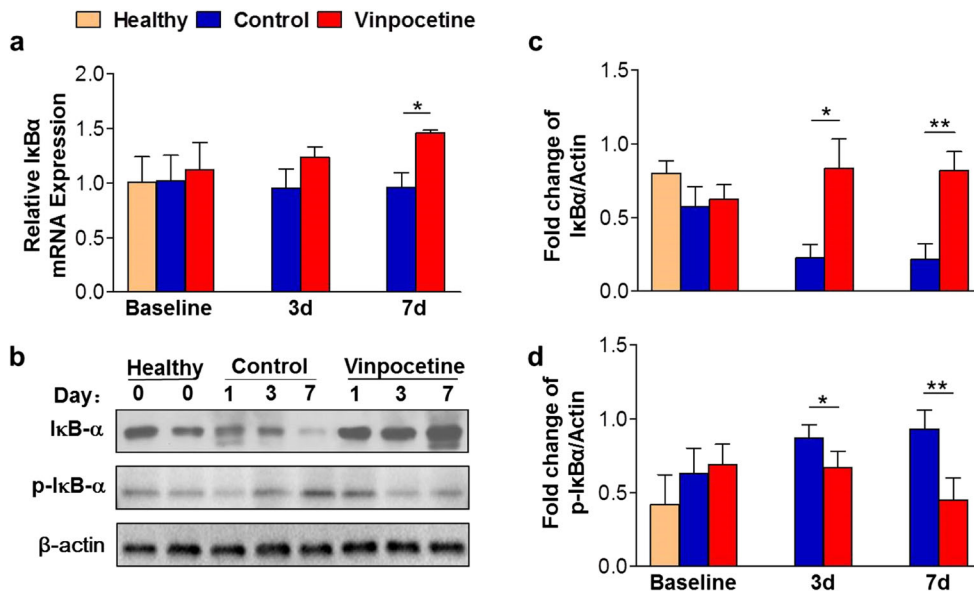 Healthy Control Vinpocetine
a
Relative IκBα
mRNA Expression
2.0
1.5
1.0
0.5
0.0
*
Baseline 3d 7d
b
Healthy Control Vinpocetine
Day: 0 0 1 3 7 1 3 7
IκB-α
p-IκB-α
β-actin
c
Fold change of
IκBα/Actin
1.5
1.0
0.5
0.0
* **
d
Fold change of
p-IκBα/Actin
1.5
1.0
0.5
0.0
* **
Baseline 3d 7d